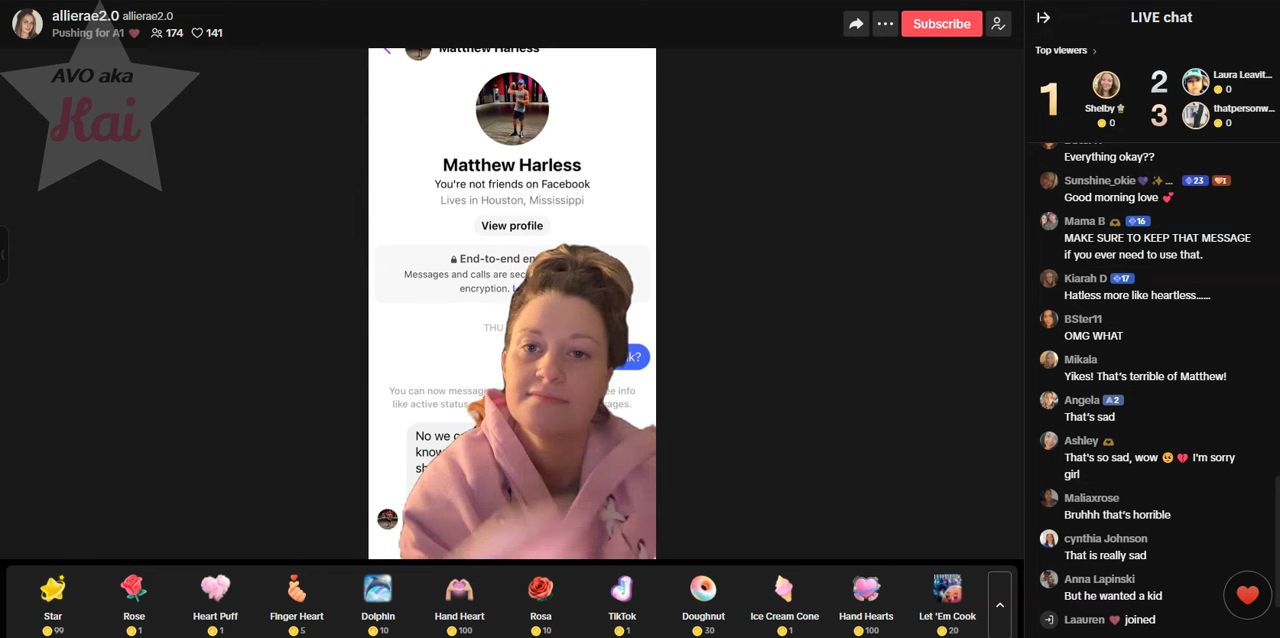 allierae2.0 allierae2.0
Pushing for A1 174 141
AVO aka
Kai
Subscribe
Matthew Harless
Matthew Harless
You're not friends on Facebook
Lives in Houston, Mississippi
View profile
End-to-end
Messages and calls are
encryption.
THU
You can now message
like active status
No we
know
LIVE chat
Top viewers
1
Shelby
0
2
Laura Leavit...
0
3
thatpersonw...
0
Everything okay??
Sunshine_okie ... 23 1
Good morning love
Mama B 16
MAKE SURE TO KEEP THAT MESSAGE
if you ever need to use that.
Kiarah D 17
Hatless more like heartless......
BSter11
OMG WHAT
Mikala
Yikes! That's terrible of Matthew!
Angela 2
That's sad
Ashley
That's so sad, wow I'm sorry
girl
Maliaxrose
Bruhhh that's horrible
cynthia Johnson
That is really sad
Anna Lapinski
But he wanted a kid
Laauren joined
Star
99
Rose
1
Heart Puff
1
Finger Heart
5
Dolphin
10
Hand Heart
100
Rosa
10
TikTok
1
Doughnut
30
Ice Cream Cone
1
Hand Hearts
100
Let 'Em Cook
20